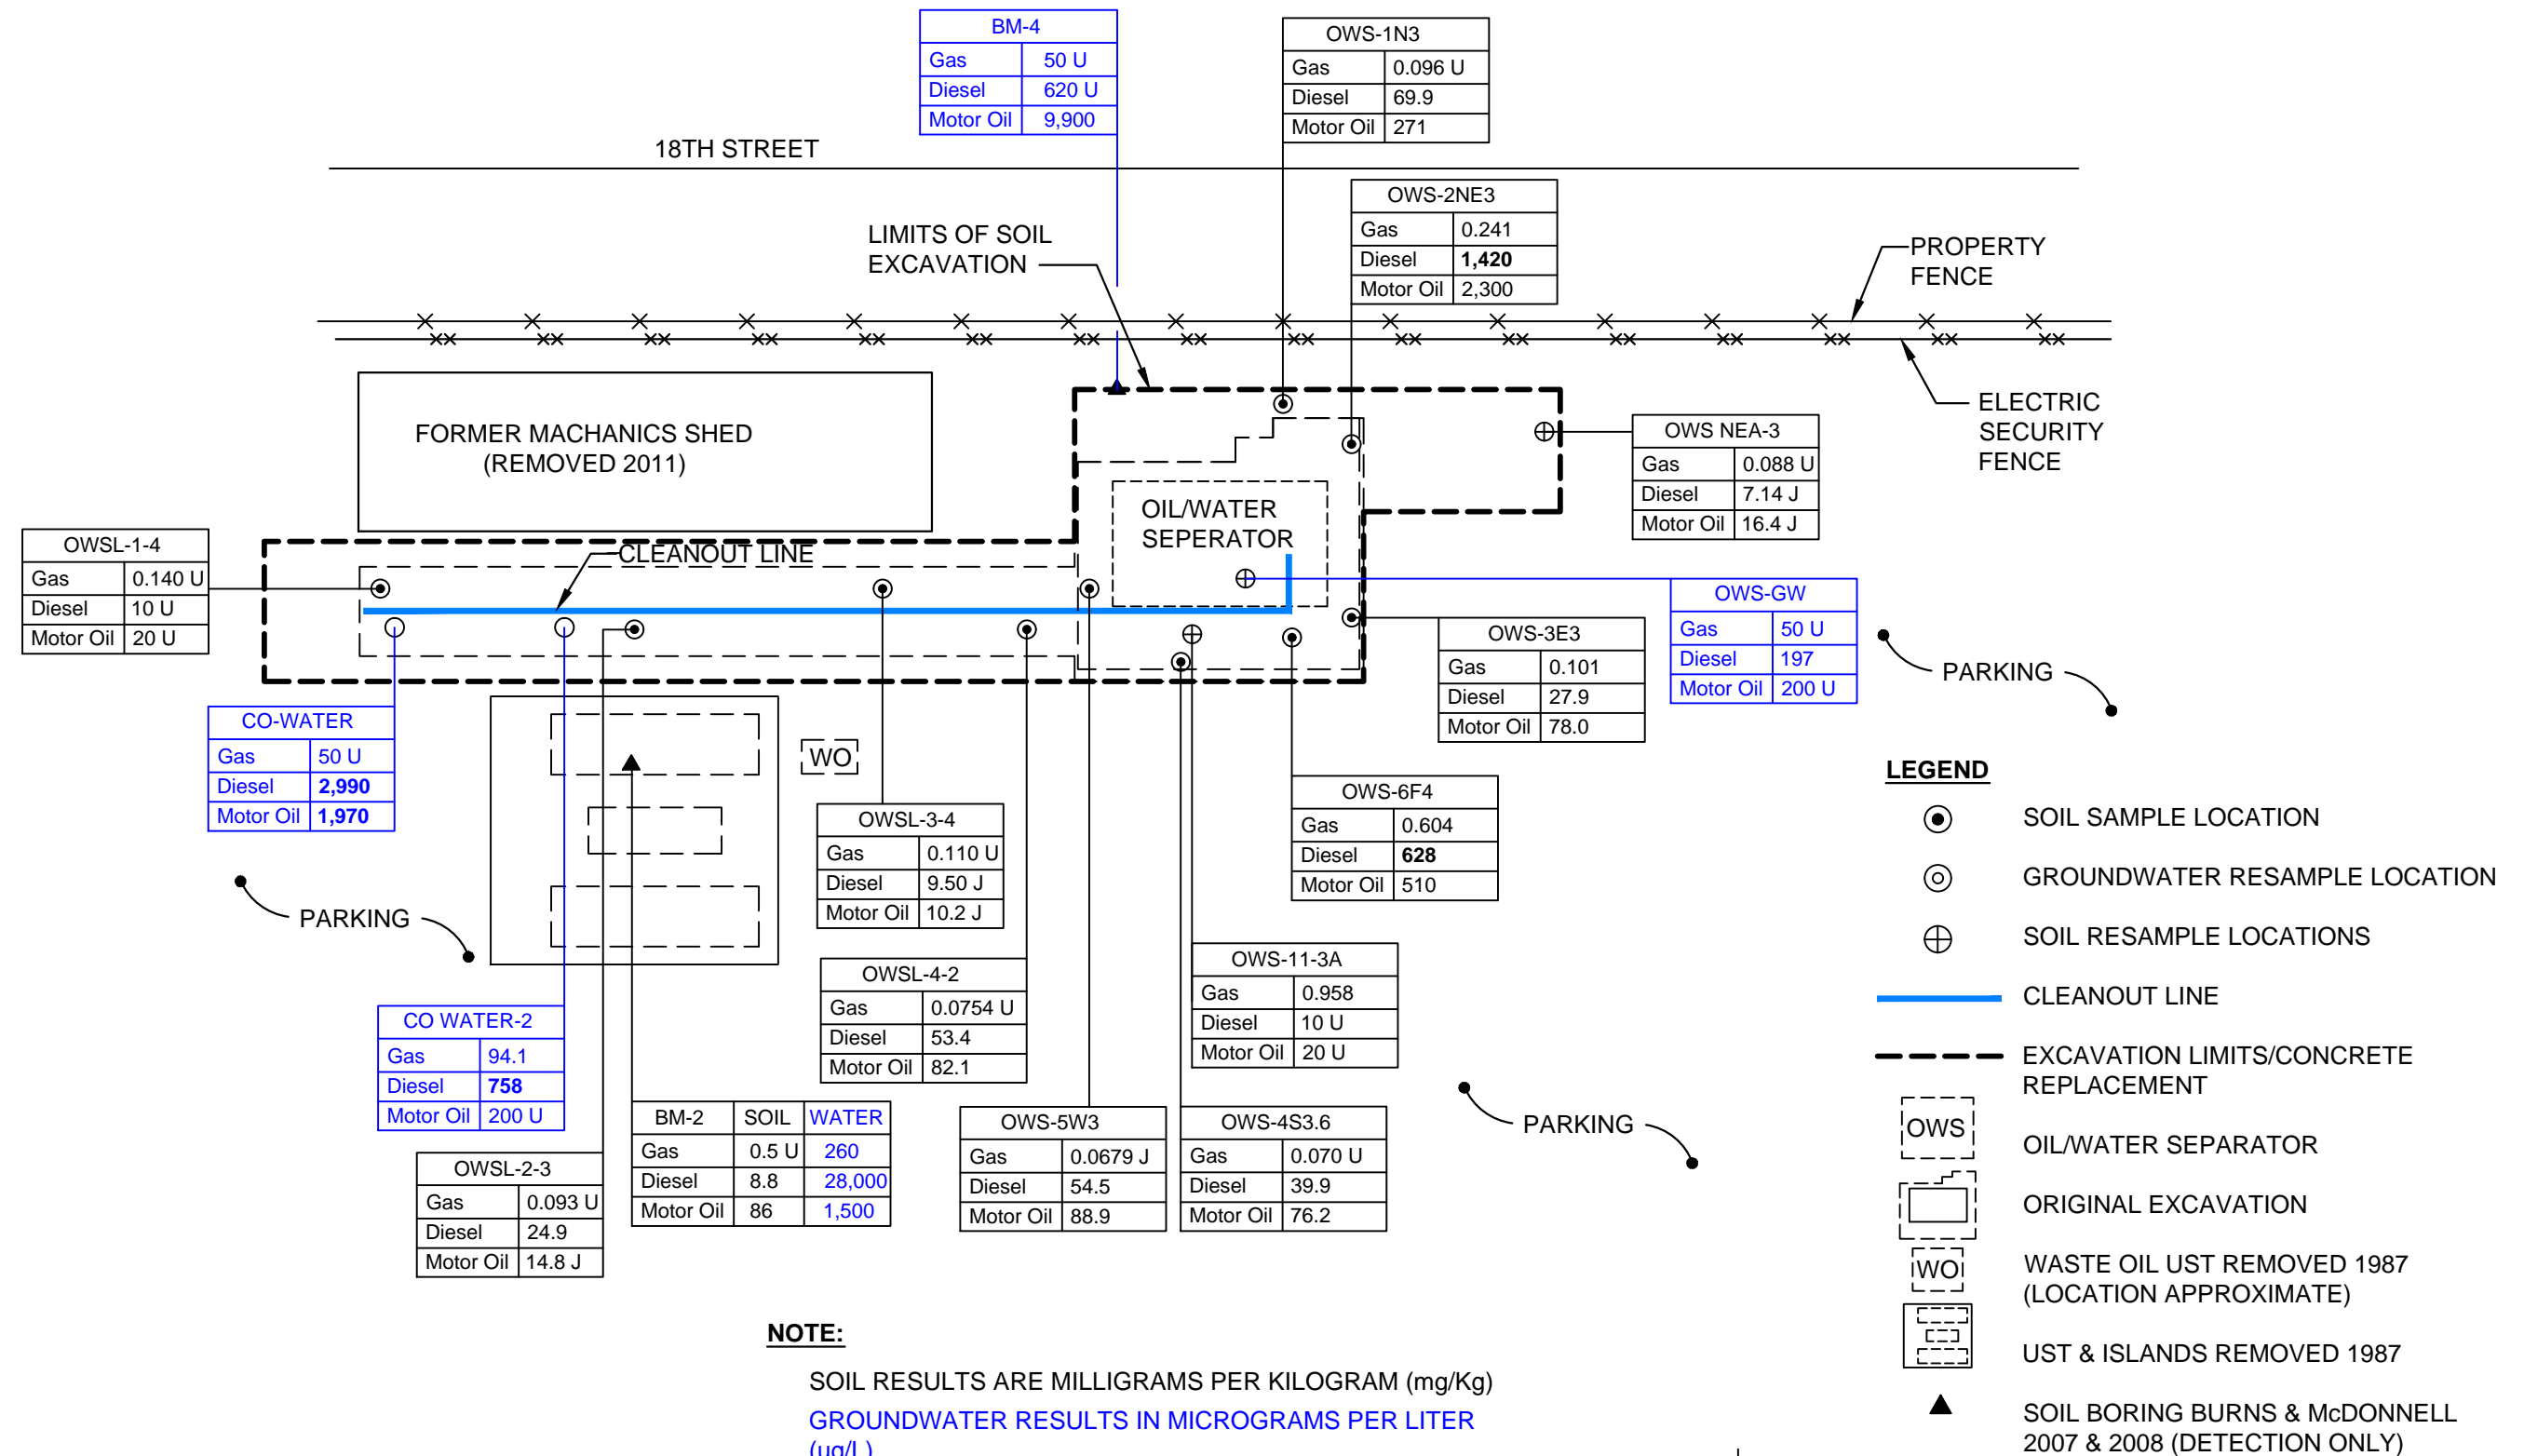 BM-4
Gas 50 U
Diesel 620 U
Motor Oil 9,900
OWS-1N3
Gas 0.096 U
Diesel 69.9
Motor Oil 271
18TH STREET
OWS-2NE3
Gas 0.241
Diesel 1,420
Motor Oil 2,300
LIMITS OF SOIL
EXCAVATION
PROPERTY
FENCE
ELECTRIC
SECURITY
FENCE
FORMER MACHANICS SHED
(REMOVED 2011)
OWS NEA-3
Gas 0.088 U
Diesel 7.14 J
Motor Oil 16.4 J
OIL/WATER
SEPERATOR
OWSL-1-4
Gas 0.140 U
Diesel 10 U
Motor Oil 20 U
CLEANOUT LINE
OWS-GW
Gas 50 U
Diesel 197
Motor Oil 200 U
OWS-3E3
Gas 0.101
Diesel 27.9
Motor Oil 78.0
PARKING
CO-WATER
Gas 50 U
Diesel 2,990
Motor Oil 1,970
WO
OWSL-3-4
Gas 0.110 U
Diesel 9.50 J
Motor Oil 10.2 J
OWS-6F4
Gas 0.604
Diesel 628
Motor Oil 510
PARKING
OWSL-4-2
Gas 0.0754 U
Diesel 53.4
Motor Oil 82.1
OWS-11-3A
Gas 0.958
Diesel 10 U
Motor Oil 20 U
CO WATER-2
Gas 94.1
Diesel 758
Motor Oil 200 U
BM-2 SOIL WATER
Gas 0.5 U 260
Diesel 8.8 28,000
Motor Oil 86 1,500
OWS-5W3
Gas 0.0679 J
Diesel 54.5
Motor Oil 88.9
OWS-4S3.6
Gas 0.070 U
Diesel 39.9
Motor Oil 76.2
PARKING
OWSL-2-3
Gas 0.093 U
Diesel 24.9
Motor Oil 14.8 J
LEGEND
SOIL SAMPLE LOCATION
GROUNDWATER RESAMPLE LOCATION
SOIL RESAMPLE LOCATIONS
CLEANOUT LINE
EXCAVATION LIMITS/CONCRETE
REPLACEMENT
OWS
OIL/WATER SEPARATOR
ORIGINAL EXCAVATION
WO
WASTE OIL UST REMOVED 1987
(LOCATION APPROXIMATE)
UST & ISLANDS REMOVED 1987
SOIL BORING BURNS & McDONNELL
2007 & 2008 (DETECTION ONLY)
NOTE:
SOIL RESULTS ARE MILLIGRAMS PER KILOGRAM (mg/Kg)
GROUNDWATER RESULTS IN MICROGRAMS PER LITER
(ug/L)